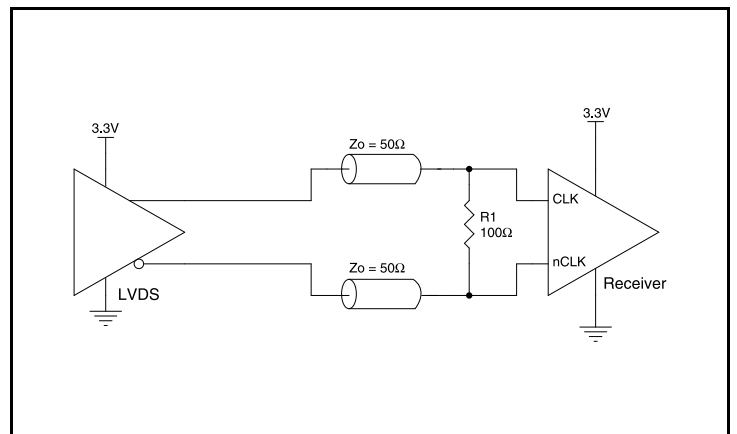 3.3V
3.3V
Zo = 50Ω
CLK
R1
100Ω
nCLK
Zo = 50Ω
Receiver
LVDS